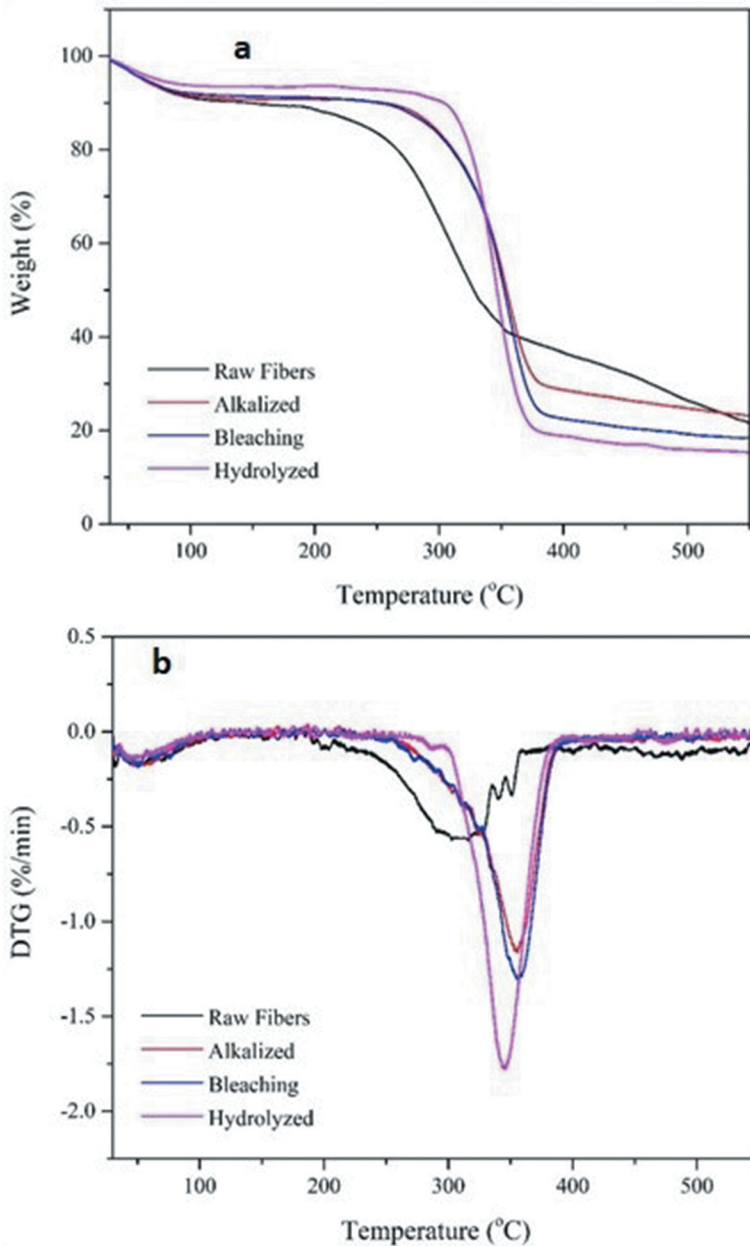 a
100
80
60
40
20
0
Weight (%)
Raw Fibers
Alkalized
Bleaching
Hydrolyzed
100 200 300 400 500
Temperature (°C)
b
0.5
0.0
-0.5
-1.0
-1.5
-2.0
DTG (%/min)
Raw Fibers
Alkalized
Bleaching
Hydrolyzed
100 200 300 400 500
Temperature (°C)